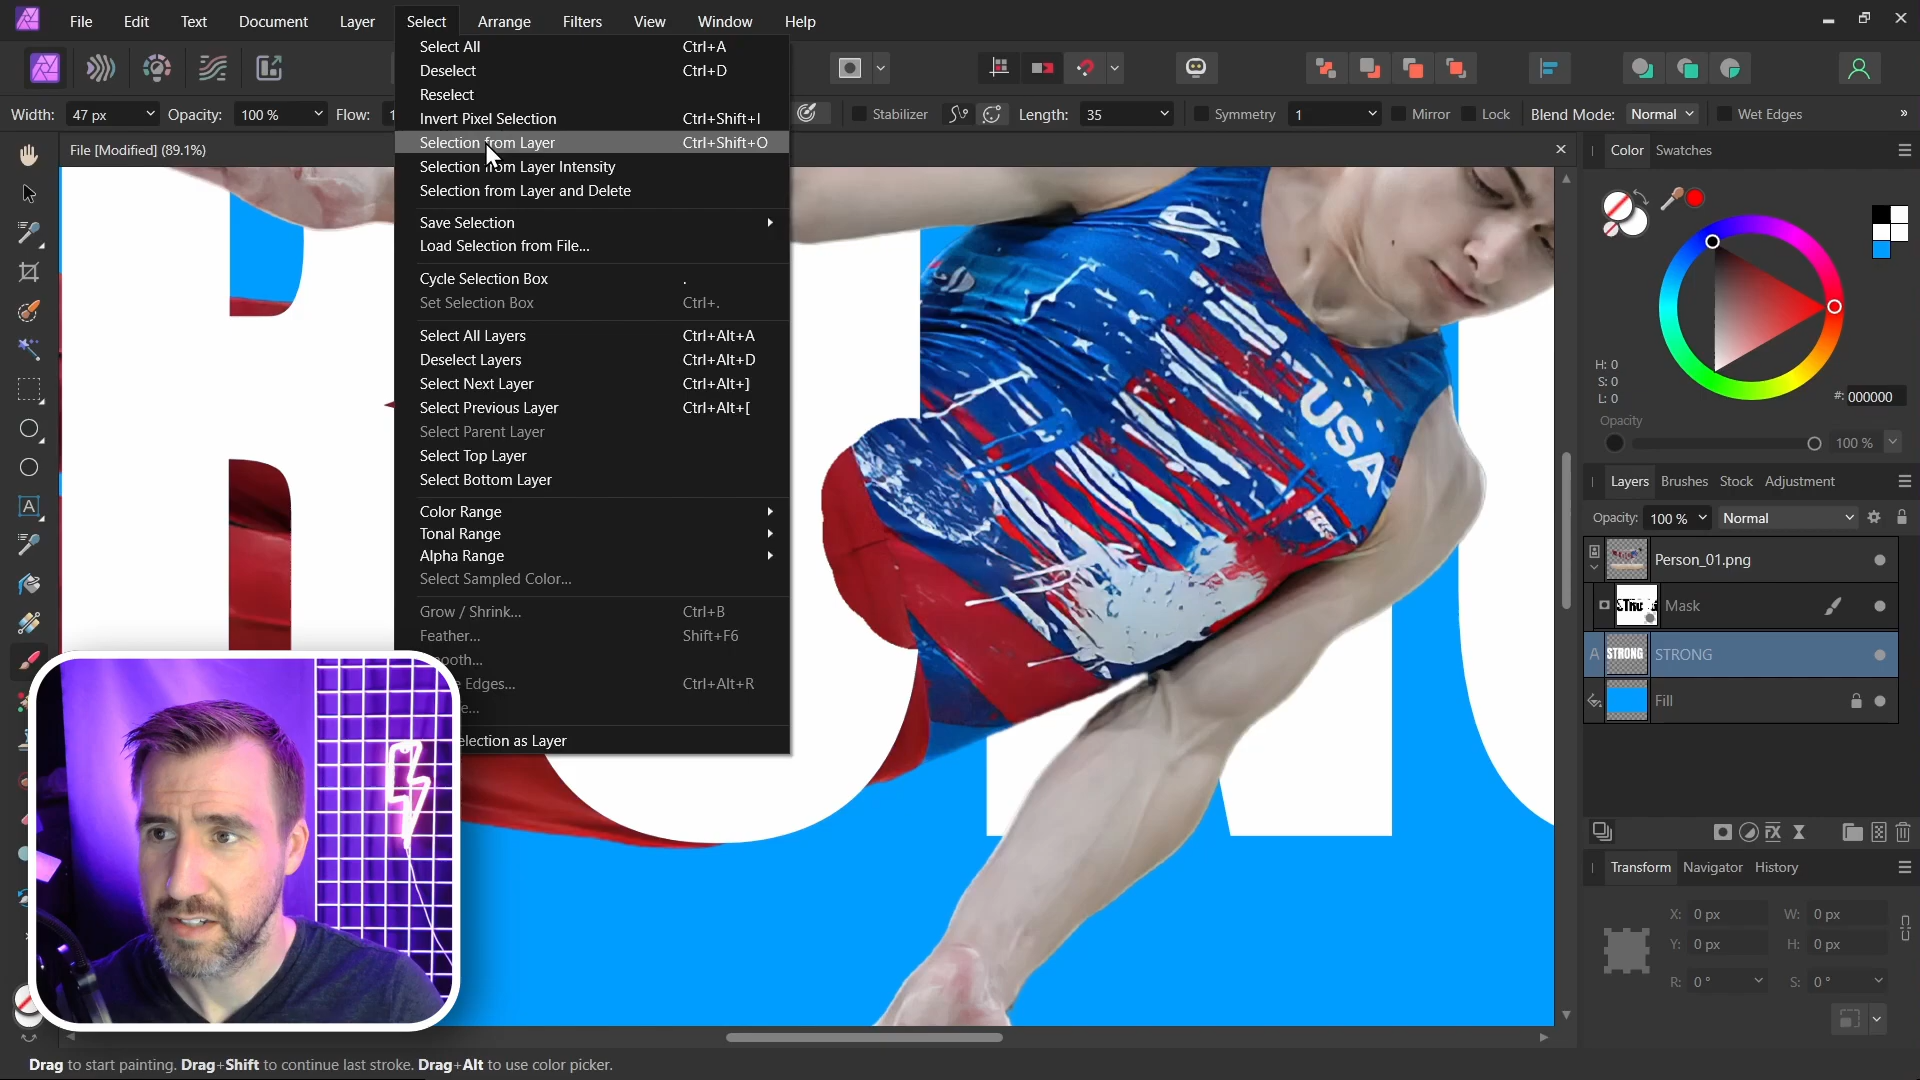 File Edit Text Document Layer Select Arrange Filters View Window Help
Width: 47 px Opacity: 100 % Flow: 1 Stabilizer Length: 35 Symmetry 1 Mirror Lock Blend Mode: Normal Wet Edges »
File [Modified] (89.1%)
Select All Ctrl+A
Deselect Ctrl+D
Reselect
Invert Pixel Selection Ctrl+Shift+I
Selection from Layer Ctrl+Shift+O
Selection from Layer Intensity
Selection from Layer and Delete
Save Selection
Load Selection from File...
Cycle Selection Box .
Set Selection Box Ctrl+.
Select All Layers Ctrl+Alt+A
Deselect Layers Ctrl+Alt+D
Select Next Layer Ctrl+Alt+]
Select Previous Layer Ctrl+Alt+[
Select Parent Layer
Select Top Layer
Select Bottom Layer
Color Range
Tonal Range
Alpha Range
Select Sampled Color...
Grow / Shrink... Ctrl+B
Feather... Shift+F6
ooth...
e Edges... Ctrl+Alt+R
e...
election as Layer
USA
Color Swatches
H: 0
S: 0
L: 0
#: 000000
Opacity
100 %
Layers Brushes Stock Adjustment
Opacity: 100 % Normal
Person_01.png
Mask
A STRONG STRONG
Fill
Transform Navigator History
X: 0 px W: 0 px
Y: 0 px H: 0 px
R: 0 ° S: 0 °
Drag to start painting. Drag+Shift to continue last stroke. Drag+Alt to use color picker.